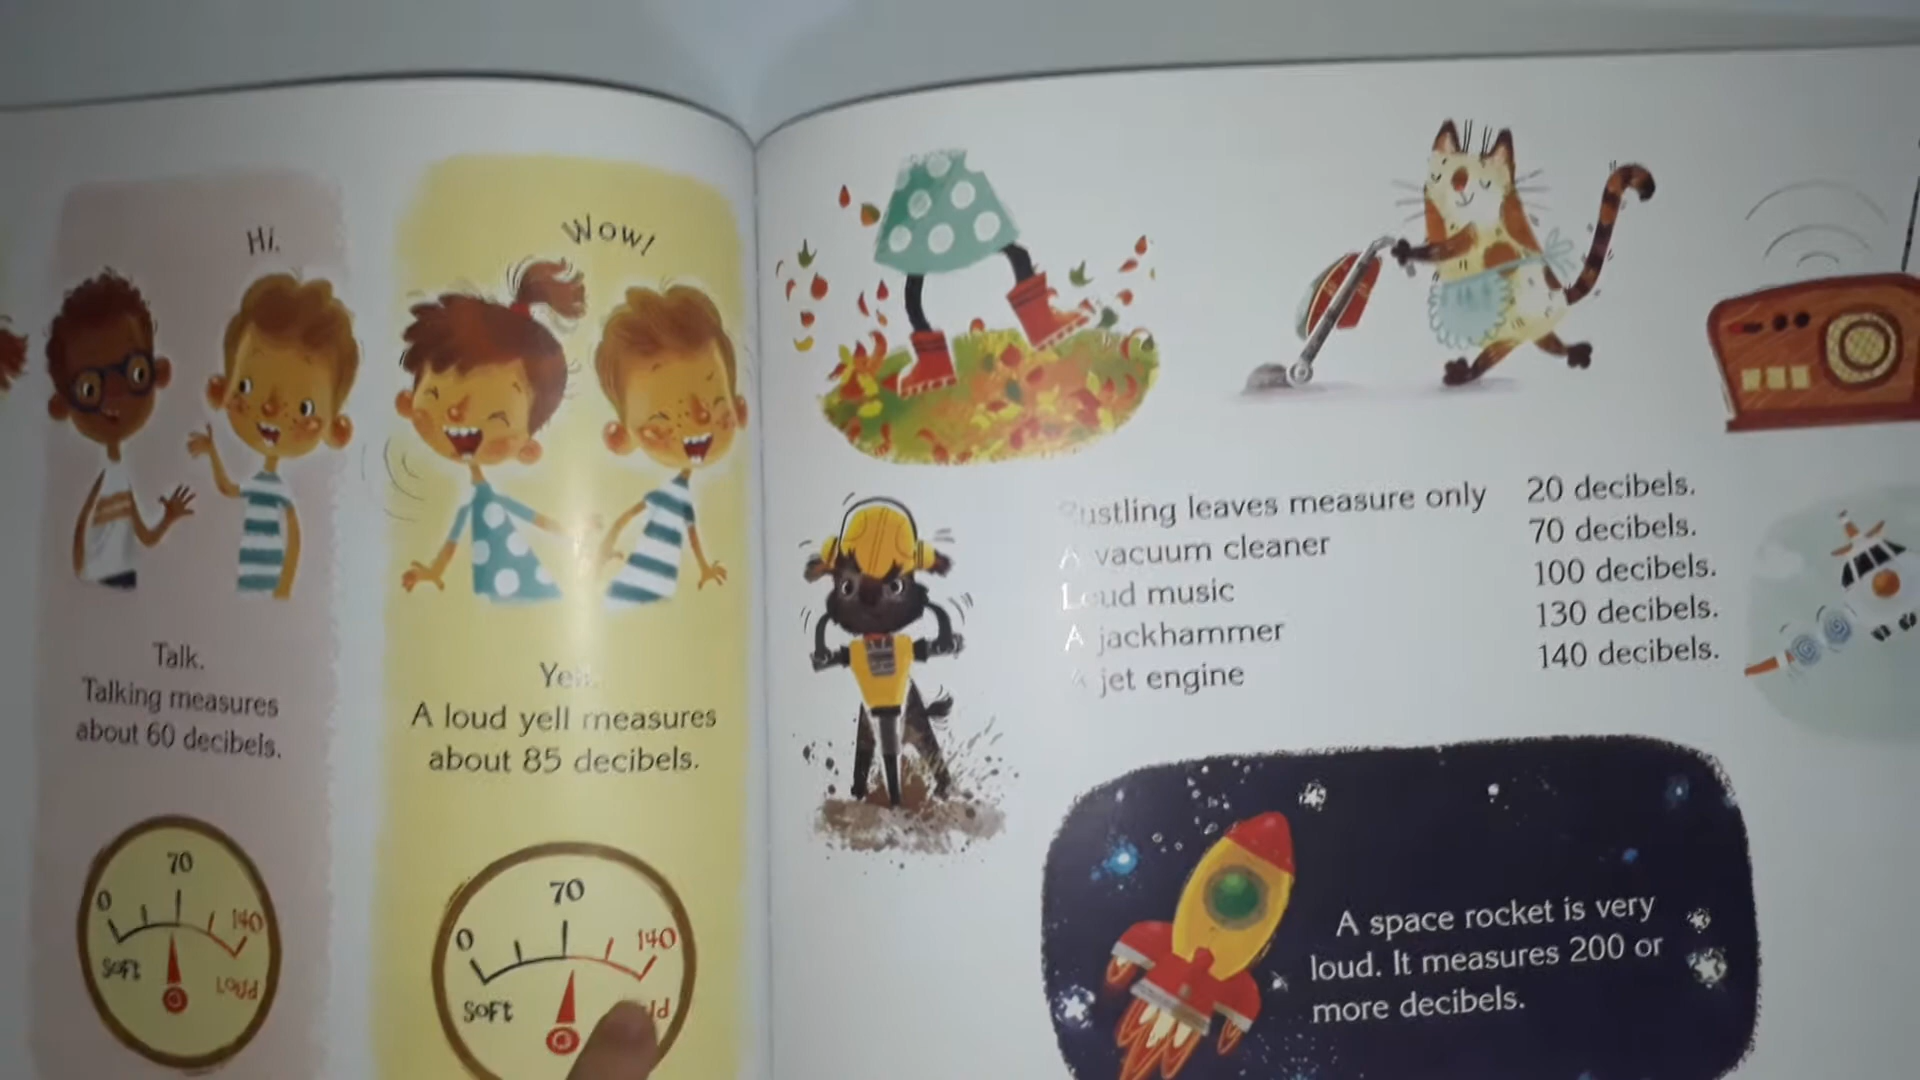 Hi.
Talk.
Talking measures
about 60 decibels.
0
70
140
SOFT
LOUD
Wow!
A loud yell measures
about 85 decibels.
0
70
140
SOFT
leaves measure only 20 decibels.
A vacuum cleaner 70 decibels.
Loud music 100 decibels.
A jackhammer 130 decibels.
jet engine 140 decibels.
A space rocket is very
loud. It measures 200 or
more decibels.